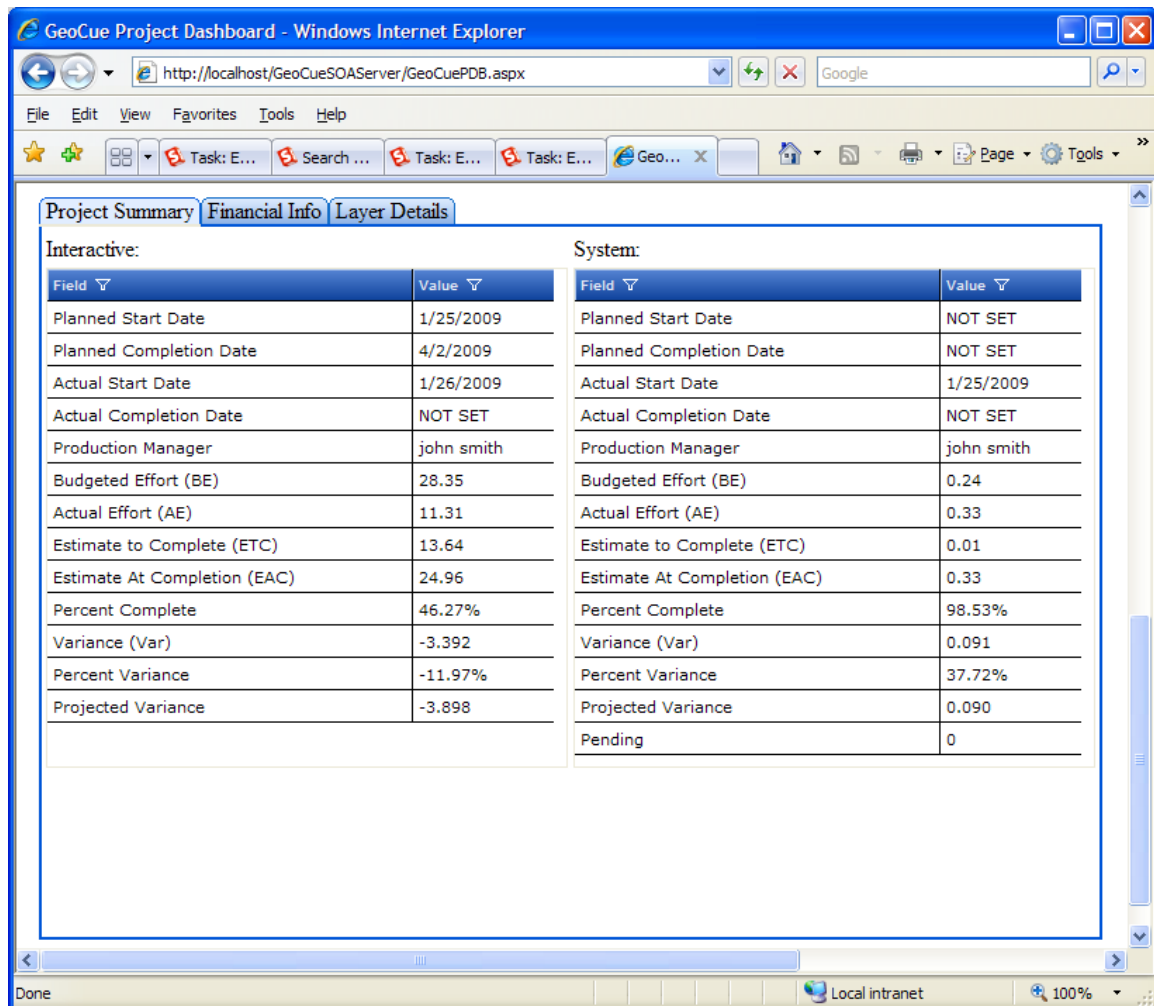 GeoCue Project Dashboard - Windows Internet Explorer
http://localhost/GeoCueSOAServer/GeoCuePDB.aspx Google
File Edit View Favorites Tools Help
Task: E... Search ... Task: E... Task: E... Geo... X Page Tools »
Project Summary Financial Info Layer Details
Interactive: System:
Field Value Field Value
Planned Start Date 1/25/2009 Planned Start Date NOT SET
Planned Completion Date 4/2/2009 Planned Completion Date NOT SET
Actual Start Date 1/26/2009 Actual Start Date 1/25/2009
Actual Completion Date NOT SET Actual Completion Date NOT SET
Production Manager john smith Production Manager john smith
Budgeted Effort (BE) 28.35 Budgeted Effort (BE) 0.24
Actual Effort (AE) 11.31 Actual Effort (AE) 0.33
Estimate to Complete (ETC) 13.64 Estimate to Complete (ETC) 0.01
Estimate At Completion (EAC) 24.96 Estimate At Completion (EAC) 0.33
Percent Complete 46.27% Percent Complete 98.53%
Variance (Var) -3.392 Variance (Var) 0.091
Percent Variance -11.97% Percent Variance 37.72%
Projected Variance -3.898 Projected Variance 0.090
Pending 0
Done Local intranet 100%